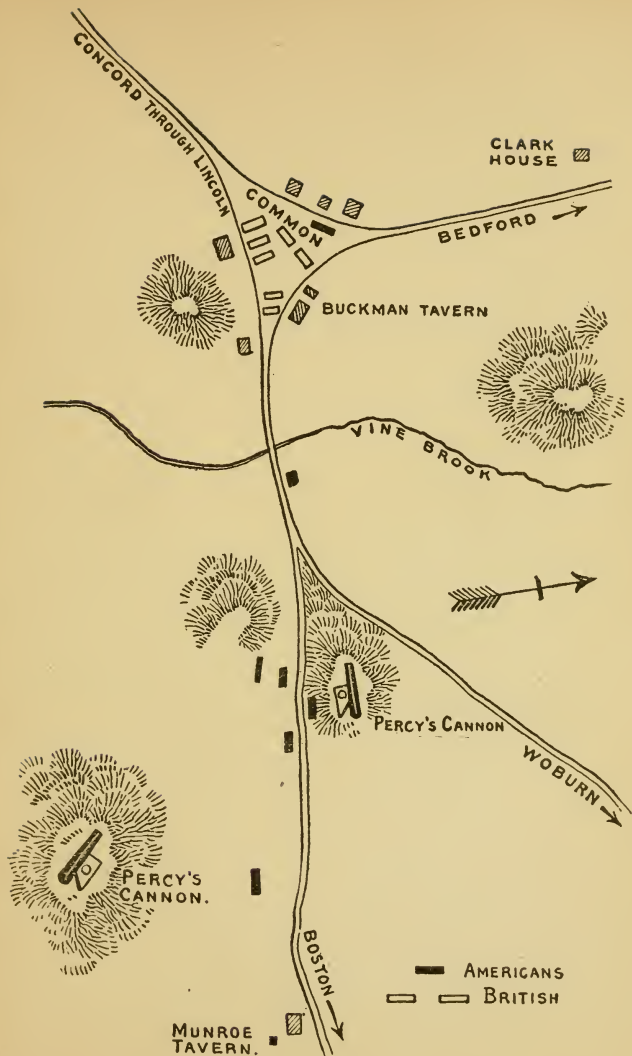 CONCORD THROUGH LINCOLN
CLARK
HOUSE
COMMON
BEDFORD
BUCKMAN TAVERN
VINE BROOK
PERCY'S CANNON
WOBURN
PERCY'S
CANNON.
BOSTON
AMERICANS
BRITISH
MUNROE
TAVERN.